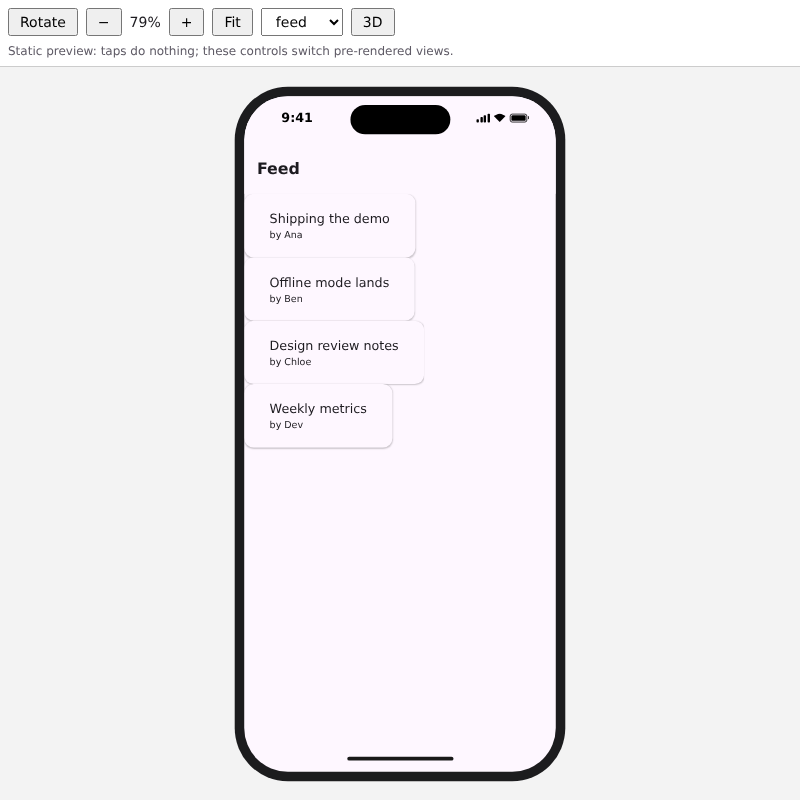 Rotate − 79% + Fit feed 3D
Static preview: taps do nothing; these controls switch pre-rendered views.
9:41
Feed
Shipping the demo
by Ana
Offline mode lands
by Ben
Design review notes
by Chloe
Weekly metrics
by Dev